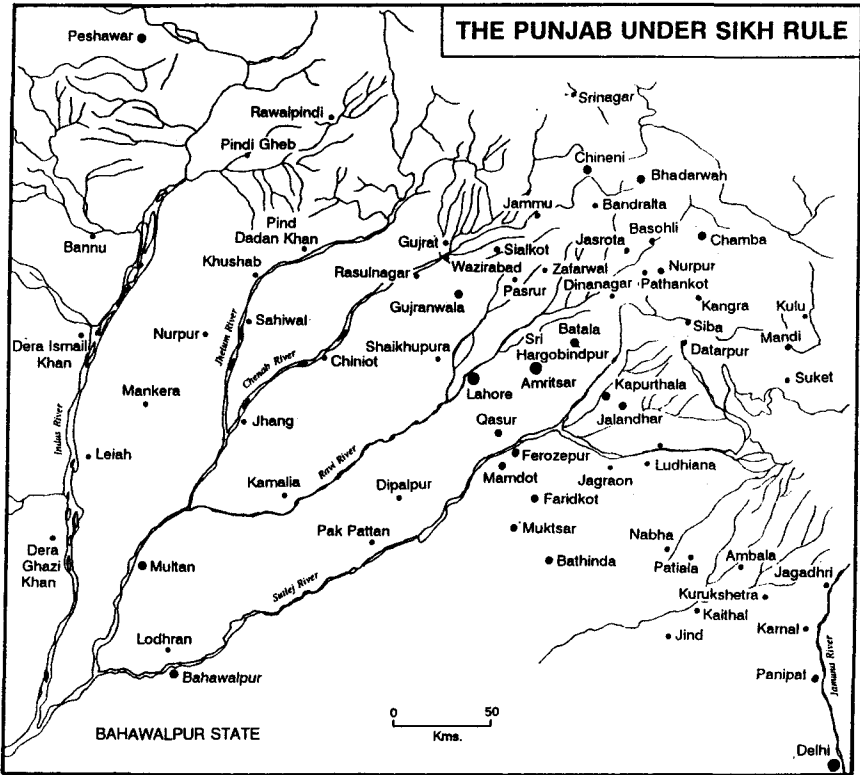 THE PUNJAB UNDER SIKH RULE
Peshawar
Srinagar
Rawalpindi
Pindi Gheb
Chineni
Bhadarwah
Jammu
Bandralta
Pind
Dadan Khan
Bannu
Gujrat
Sialkot
Jasrota
Basohli
Chamba
Khushab
Rasulnagar
Wazirabad
Zafarwal
Nurpur
Pasrur
Dinanagar
Pathankot
Gujranwala
Kangra
Kulu
Sahiwal
Nurpur
Siba
Mandi
Dera Ismail
Khan
Jhelum River
Chenab River
Chiniot
Shaikhupura
Sri
Hargobindpur
Batala
Datarpur
Amritsar
Suket
Lahore
Kapurthala
Mankera
Jhang
Jalandhar
Qasur
Indus River
Leiah
Ravi River
Ferozepur
Mamdot
Jagraon
Ludhiana
Kamalia
Dipalpur
Faridkot
Pak Pattan
Muktsar
Nabha
Dera
Ghazi
Khan
Multan
Bathinda
Patiala
Ambala
Jagadhri
Sutlej River
Kurukshetra
Kaithal
Lodhran
Jind
Karnal
Bahawalpur
Panipat
Jamuna River
BAHAWALPUR STATE
0 50
Kms.
Delhi